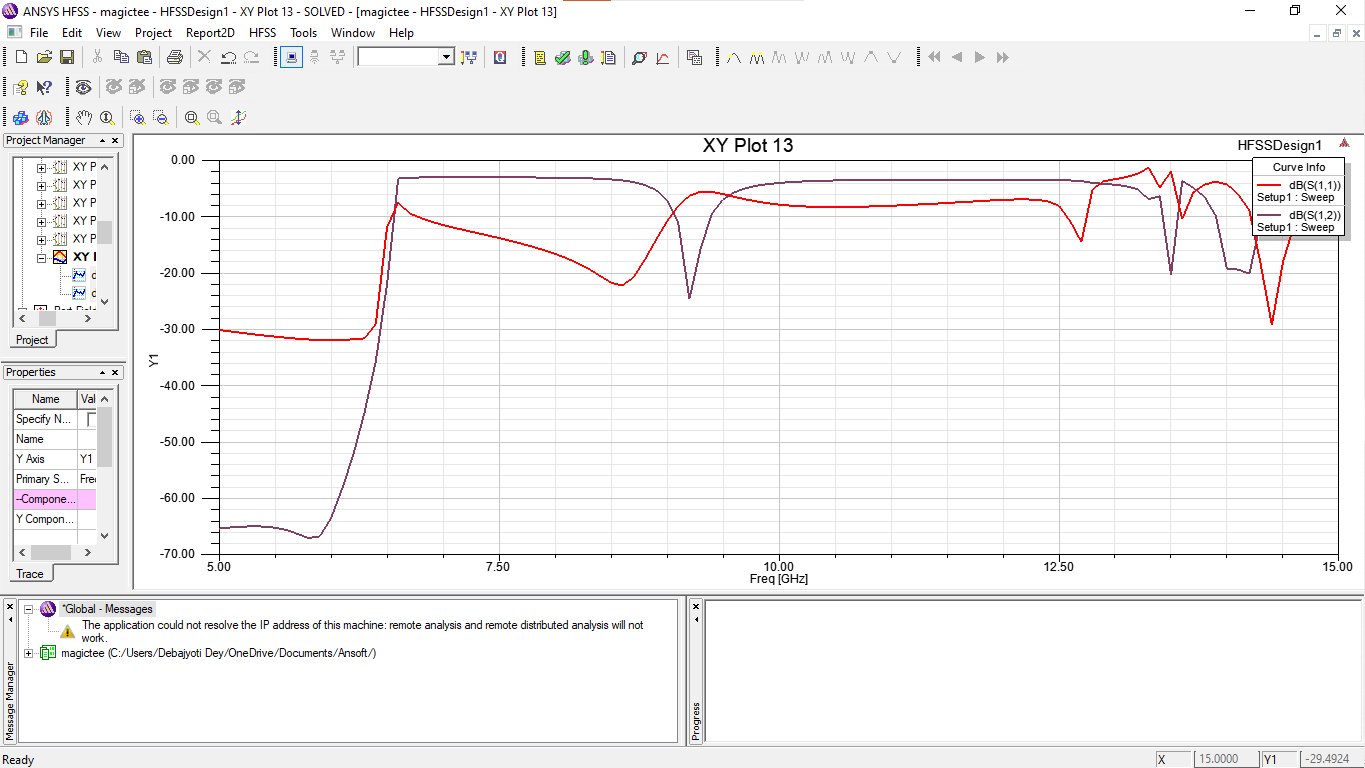 ANSYS HFSS - magictee - HFSSDesign1 - XY Plot 13 - SOLVED - [magictee - HFSSDesign1 - XY Plot 13]
File Edit View Project Report2D HFSS Tools Window Help
Project Manager
XY P
XY P
XY P
XY P
XY P
XY I
Project
Properties
Name Val
Specify N...
Name
Y Axis Y1
Primary S... Fre
--Compone...
Y Compon...
Trace
XY Plot 13
HFSSDesign1
Curve Info
dB(S(1,1))
Setup1 : Sweep
dB(S(1,2))
Setup1 : Sweep
0.00
-10.00
-20.00
-30.00
-40.00
-50.00
-60.00
-70.00
Y1
5.00 7.50 10.00 12.50 15.00
Freq [GHz]
Message Manager
*Global - Messages
The application could not resolve the IP address of this machine: remote analysis and remote distributed analysis will not
work.
magictee (C:/Users/Debajyoti Dey/OneDrive/Documents/Ansoft/)
Progress
Ready
X 15.0000 Y1 -29.4924